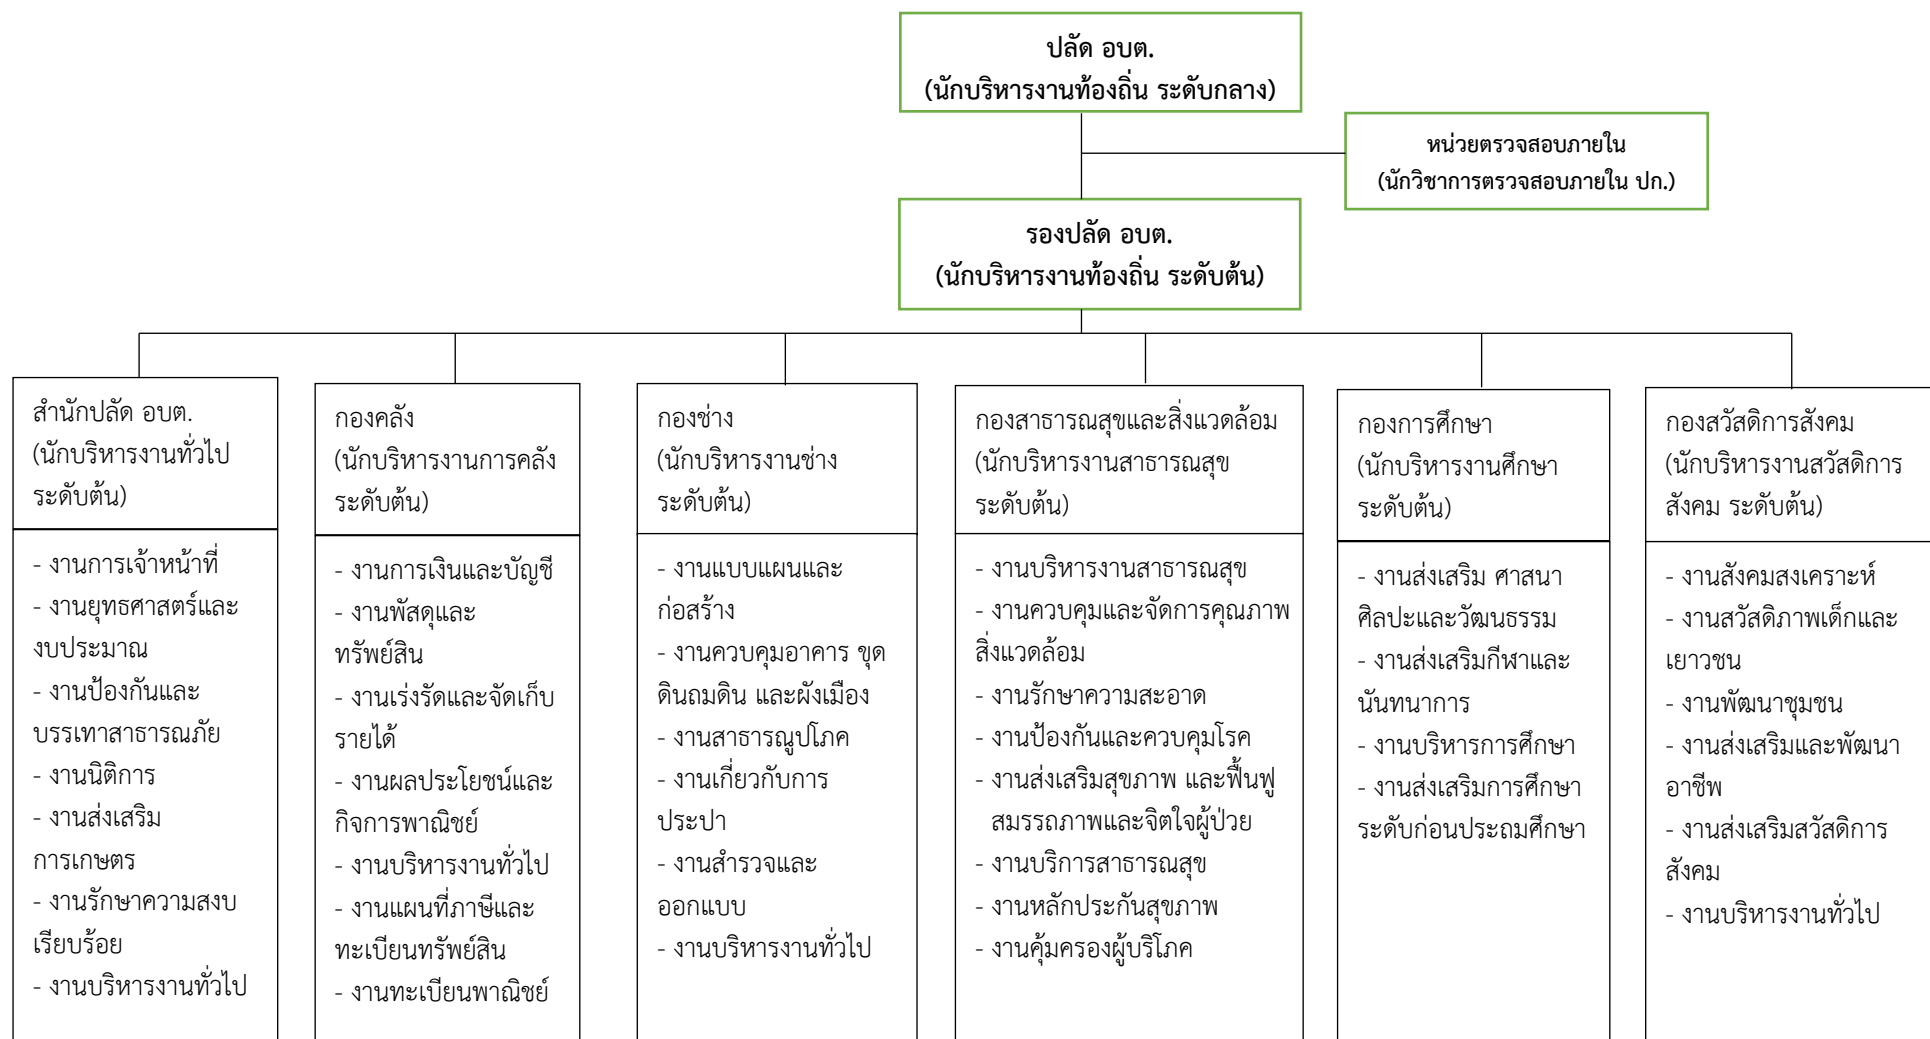 ปลัด อบต.
(นักบริหารงานท้องถิ่น ระดับกลาง)
หน่วยตรวจสอบภายใน
(นักวิชาการตรวจสอบภายใน ปก.)
รองปลัด อบต.
(นักบริหารงานท้องถิ่น ระดับต้น)
สำนักปลัด อบต.
(นักบริหารงานทั่วไป
ระดับต้น)
- งานการเจ้าหน้าที่
- งานยุทธศาสตร์และ
งบประมาณ
- งานป้องกันและ
บรรเทาสาธารณภัย
- งานนิติการ
- งานส่งเสริม
การเกษตร
- งานรักษาความสงบ
เรียบร้อย
- งานบริหารงานทั่วไป
กองคลัง
(นักบริหารงานการคลัง
ระดับต้น)
- งานการเงินและบัญชี
- งานพัสดุและ
ทรัพย์สิน
- งานเร่งรัดและจัดเก็บ
รายได้
- งานผลประโยชน์และ
กิจการพาณิชย์
- งานบริหารงานทั่วไป
- งานแผนที่ภาษีและ
ทะเบียนทรัพย์สิน
- งานทะเบียนพาณิชย์
กองช่าง
(นักบริหารงานช่าง
ระดับต้น)
- งานแบบแผนและ
ก่อสร้าง
- งานควบคุมอาคาร ขุด
ดินถมดิน และผังเมือง
- งานสาธารณูปโภค
- งานเกี่ยวกับการ
ประปา
- งานสำรวจและ
ออกแบบ
- งานบริหารงานทั่วไป
กองสาธารณสุขและสิ่งแวดล้อม
(นักบริหารงานสาธารณสุข
ระดับต้น)
- งานบริหารงานสาธารณสุข
- งานควบคุมและจัดการคุณภาพ
สิ่งแวดล้อม
- งานรักษาความสะอาด
- งานป้องกันและควบคุมโรค
- งานส่งเสริมสุขภาพ และฟื้นฟู
สมรรถภาพและจิตใจผู้ป่วย
- งานบริการสาธารณสุข
- งานหลักประกันสุขภาพ
- งานคุ้มครองผู้บริโภค
กองการศึกษา
(นักบริหารงานศึกษา
ระดับต้น)
- งานส่งเสริม ศาสนา
ศิลปะและวัฒนธรรม
- งานส่งเสริมกีฬาและ
นันทนาการ
- งานบริหารการศึกษา
- งานส่งเสริมการศึกษา
ระดับก่อนประถมศึกษา
กองสวัสดิการสังคม
(นักบริหารงานสวัสดิการ
สังคม ระดับต้น)
- งานสังคมสงเคราะห์
- งานสวัสดิภาพเด็กและ
เยาวชน
- งานพัฒนาชุมชน
- งานส่งเสริมและพัฒนา
อาชีพ
- งานส่งเสริมสวัสดิการ
สังคม
- งานบริหารงานทั่วไป